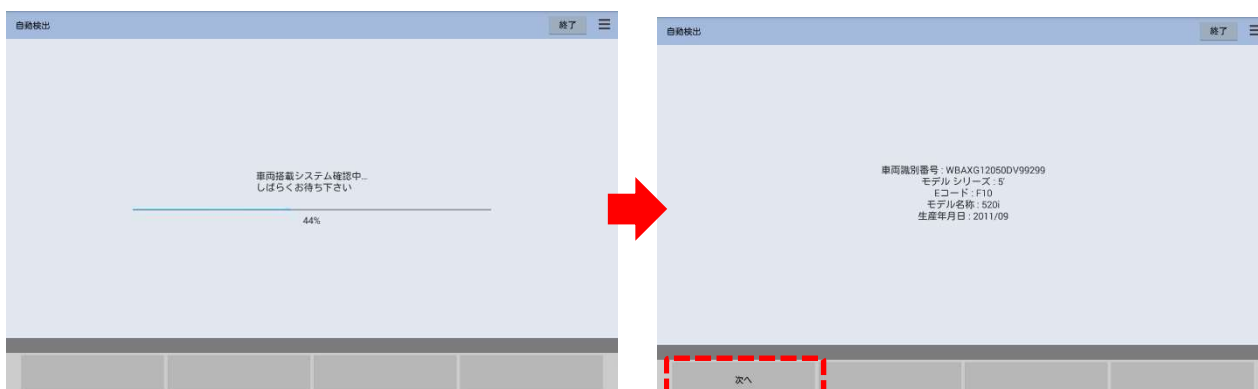 自動検出
終了
車両搭載システム確認中...
しばらくお待ち下さい
44%
自動検出
終了
車両識別番号 : WBAXG12050DV99299
モデル シリーズ : 5'
Eコード : F10
モデル名称 : 520i
生産年月日 : 2011/09
次へ